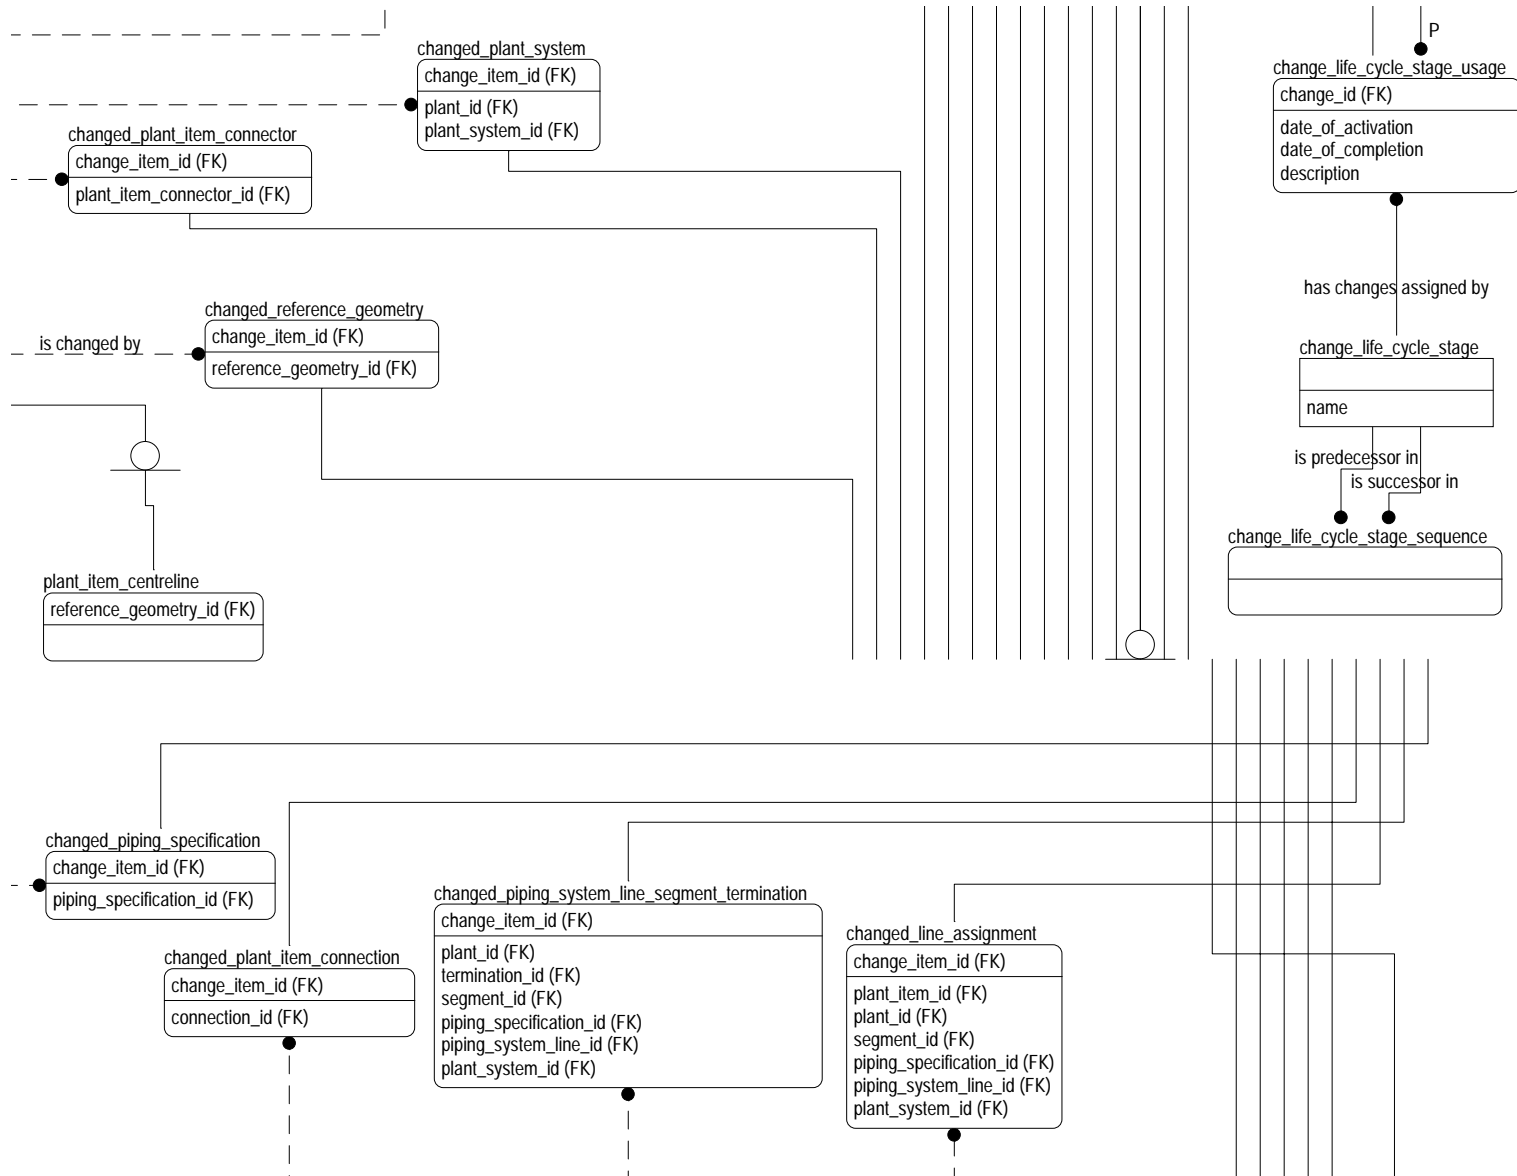 changed_plant_system
change_item_id (FK)
plant_id (FK)
plant_system_id (FK)
P
change_life_cycle_stage_usage
change_id (FK)
date_of_activation
date_of_completion
description
changed_plant_item_connector
change_item_id (FK)
plant_item_connector_id (FK)
has changes assigned by
changed_reference_geometry
change_item_id (FK)
reference_geometry_id (FK)
is changed by
change_life_cycle_stage
name
is predecessor in
is successor in
change_life_cycle_stage_sequence
plant_item_centreline
reference_geometry_id (FK)
changed_piping_specification
change_item_id (FK)
piping_specification_id (FK)
changed_plant_item_connection
change_item_id (FK)
connection_id (FK)
changed_piping_system_line_segment_termination
change_item_id (FK)
plant_id (FK)
termination_id (FK)
segment_id (FK)
piping_specification_id (FK)
piping_system_line_id (FK)
plant_system_id (FK)
changed_line_assignment
change_item_id (FK)
plant_item_id (FK)
plant_id (FK)
segment_id (FK)
piping_specification_id (FK)
piping_system_line_id (FK)
plant_system_id (FK)